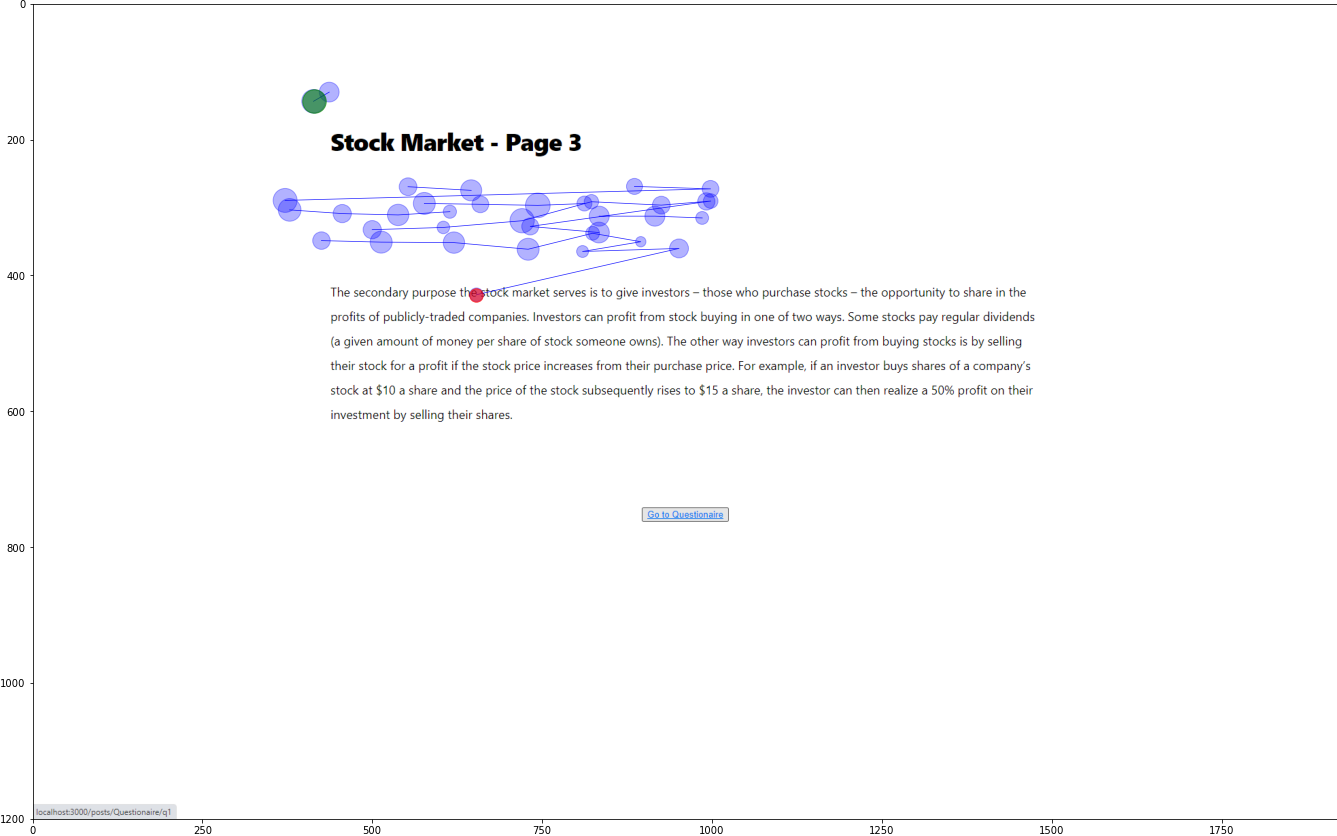 0
200
Stock Market - Page 3
400
The secondary purpose the stock market serves is to give investors – those who purchase stocks – the opportunity to share in the
profits of publicly-traded companies. Investors can profit from stock buying in one of two ways. Some stocks pay regular dividends
(a given amount of money per share of stock someone owns). The other way investors can profit from buying stocks is by selling
their stock for a profit if the stock price increases from their purchase price. For example, if an investor buys shares of a company's
stock at $10 a share and the price of the stock subsequently rises to $15 a share, the investor can then realize a 50% profit on their
600
investment by selling their shares.
Go to Questionaire
800
1000
localhost:3000/posts/Questionaire/q1
1200
0 250 500 750 1000 1250 1500 1750